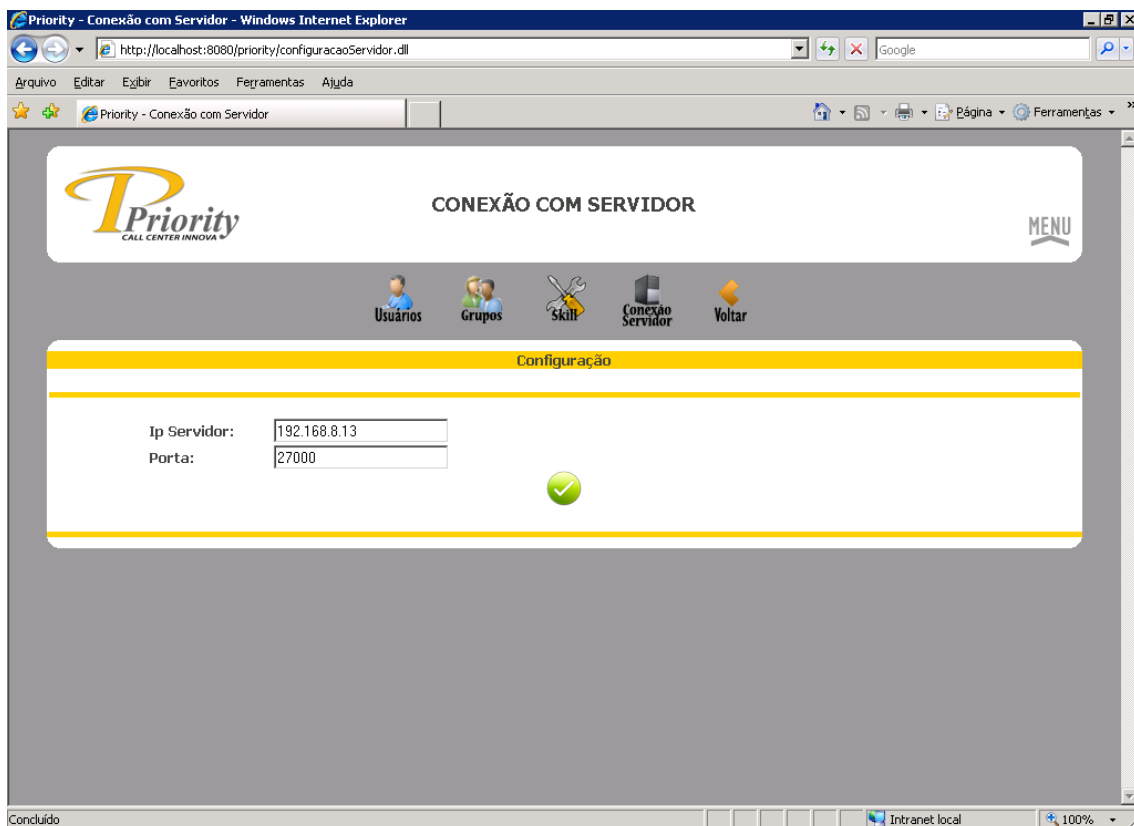 Priority - Conexão com Servidor - Windows Internet Explorer
http://localhost:8080/priority/configuracaoServidor.dll
Google
Arquivo Editar Exibir Favoritos Ferramentas Ajuda
Priority - Conexão com Servidor
Página
Ferramentas
Priority
CALL CENTER INNOVA
CONEXÃO COM SERVIDOR
MENU
Usuários
Grupos
Skill
Conexão
Servidor
Voltar
Configuração
Ip Servidor: 192.168.8.13
Porta: 27000
Concluído
Intranet local
100%